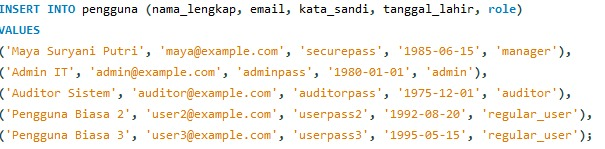 INSERT INTO pengguna (nama_lengkap, email, kata_sandi, tanggal_lahir, role)
VALUES
('Maya Suryani Putri', 'maya@example.com', 'securepass', '1985-06-15', 'manager'),
('Admin IT', 'admin@example.com', 'adminpass', '1980-01-01', 'admin'),
('Auditor Sistem', 'auditor@example.com', 'auditorpass', '1975-12-01', 'auditor'),
('Pengguna Biasa 2', 'user2@example.com', 'userpass2', '1992-08-20', 'regular_user'),
('Pengguna Biasa 3', 'user3@example.com', 'userpass3', '1995-05-15', 'regular_user');